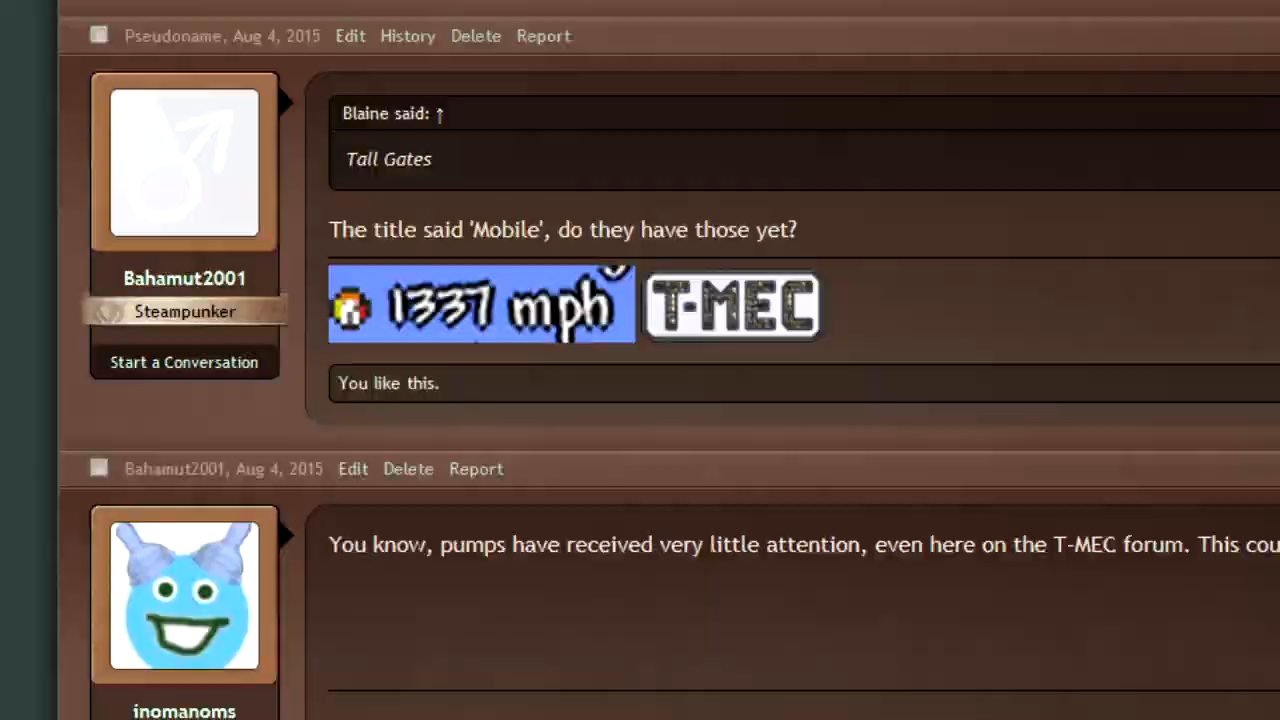 Pseudoname, Aug 4, 2015 Edit History Delete Report
Blaine said: ↑
Tall Gates
The title said 'Mobile', do they have those yet?
1337 mph T-MEC
Bahamut2001
Steampunker
Start a Conversation
You like this.
Bahamut2001, Aug 4, 2015 Edit Delete Report
You know, pumps have received very little attention, even here on the T-MEC forum. This cou
inomanoms